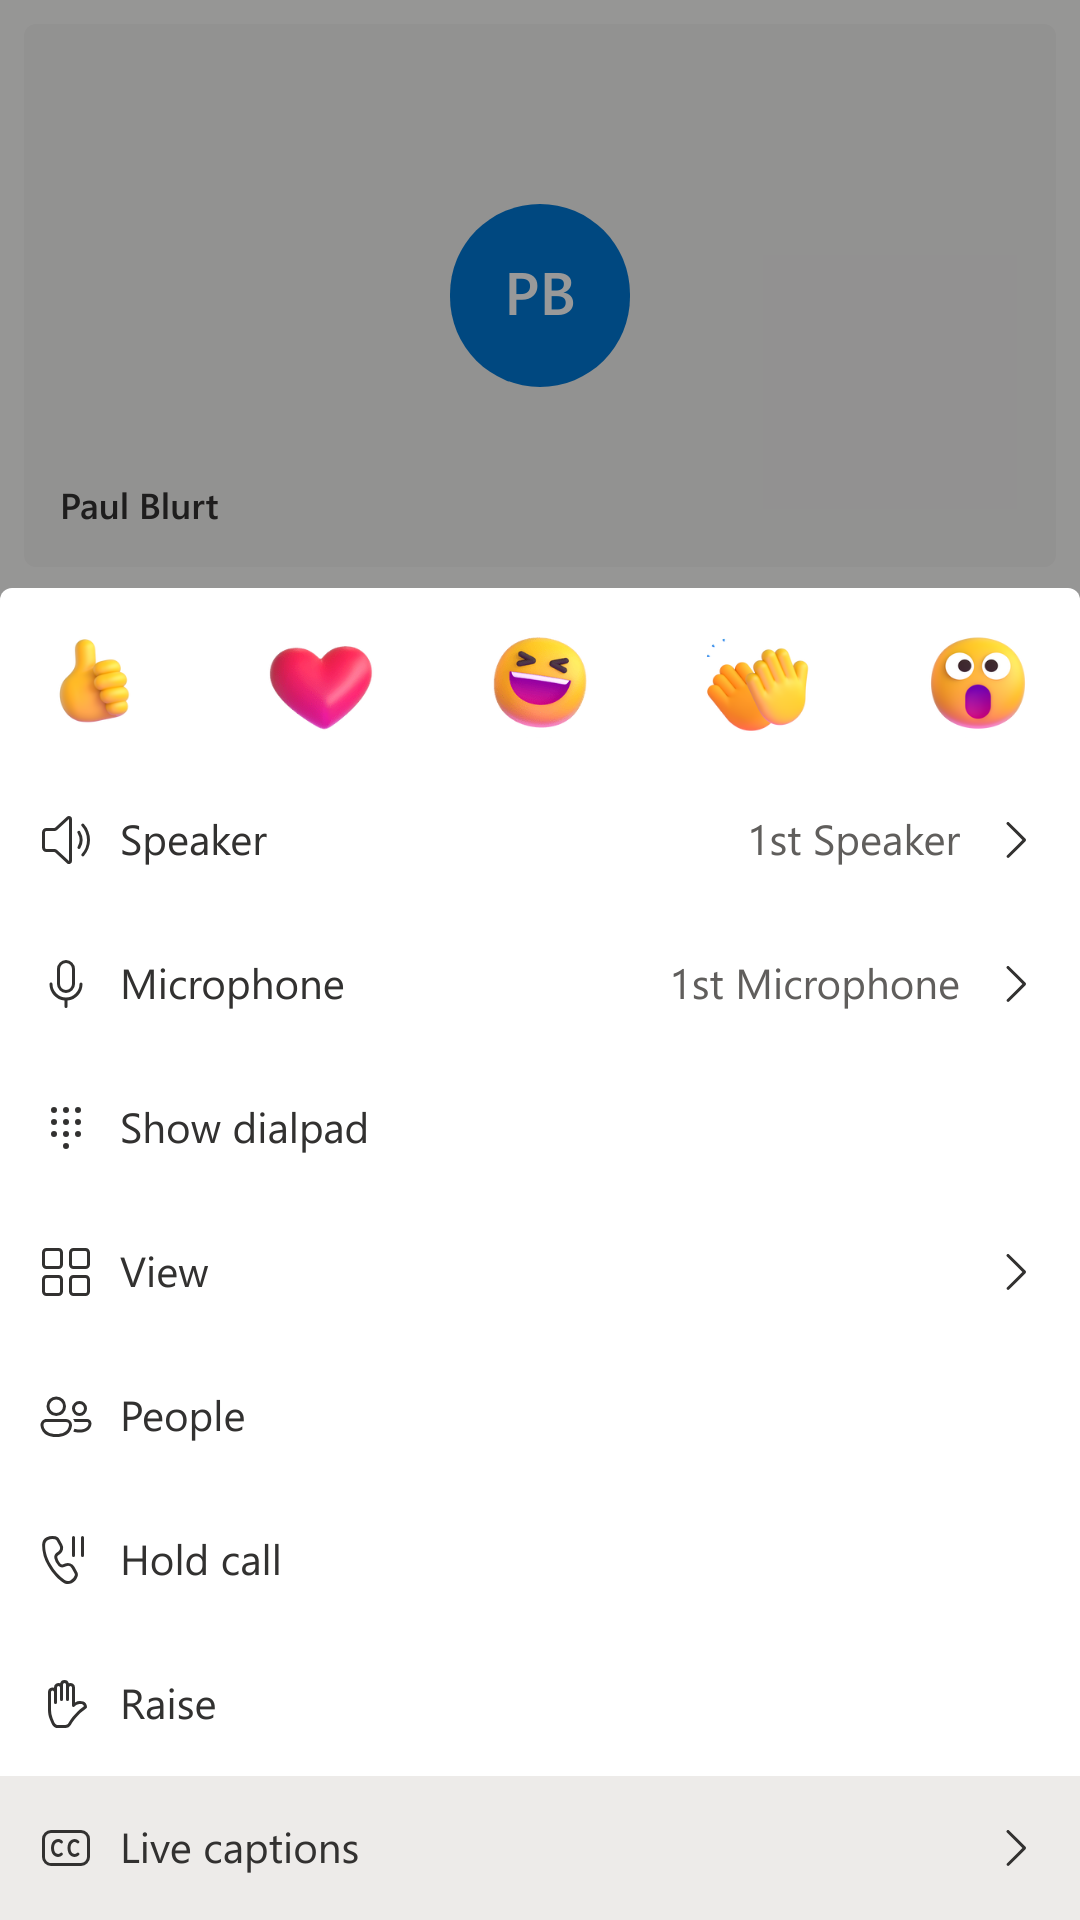 PB
Paul Blurt
Speaker 1st Speaker
Microphone 1st Microphone
Show dialpad
View
People
Hold call
Raise
CC Live captions